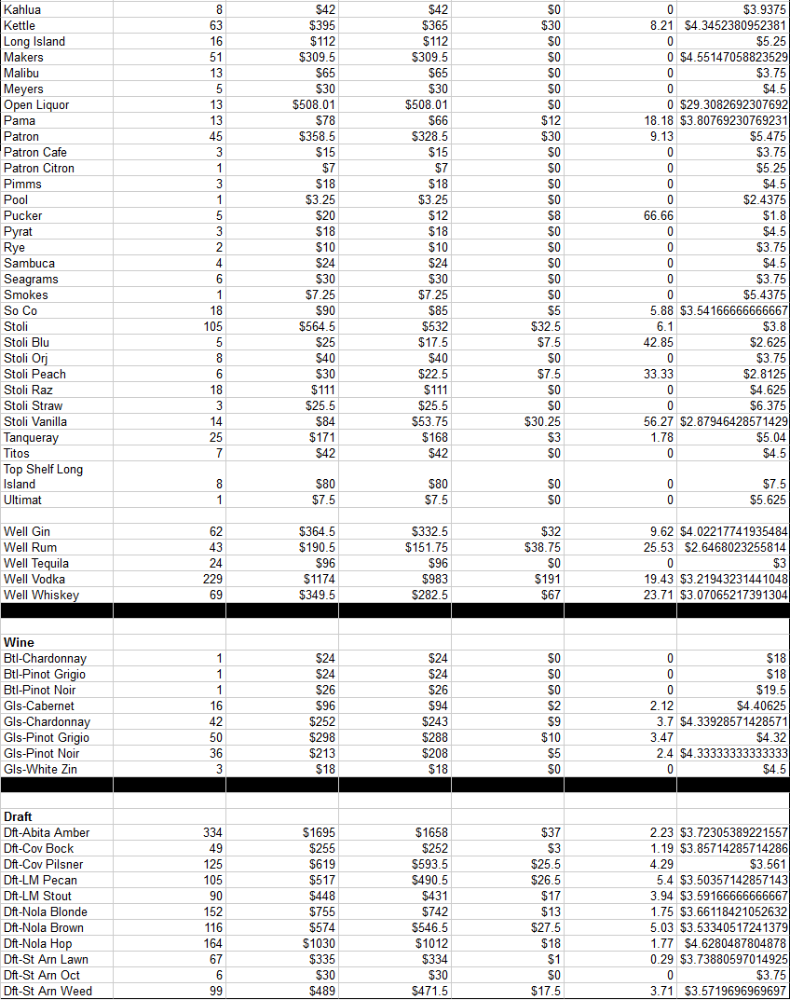 Kahlua 8 $42 $42 $0 0 $3.9375
Kettle 63 $395 $365 $30 8.21 $4.3452380952381
Long Island 16 $112 $112 $0 0 $5.25
Makers 51 $309.5 $309.5 $0 0 $4.55147058823529
Malibu 13 $65 $65 $0 0 $3.75
Meyers 5 $30 $30 $0 0 $4.5
Open Liquor 13 $508.01 $508.01 $0 0 $29.3082692307692
Pama 13 $78 $66 $12 18.18 $3.80769230769231
Patron 45 $358.5 $328.5 $30 9.13 $5.475
Patron Cafe 3 $15 $15 $0 0 $3.75
Patron Citron 1 $7 $7 $0 0 $5.25
Pimms 3 $18 $18 $0 0 $4.5
Pool 1 $3.25 $3.25 $0 0 $2.4375
Pucker 5 $20 $12 $8 66.66 $1.8
Pyrat 3 $18 $18 $0 0 $4.5
Rye 2 $10 $10 $0 0 $3.75
Sambuca 4 $24 $24 $0 0 $4.5
Seagrams 6 $30 $30 $0 0 $3.75
Smokes 1 $7.25 $7.25 $0 0 $5.4375
So Co 18 $90 $85 $5 5.88 $3.54166666666667
Stoli 105 $564.5 $532 $32.5 6.1 $3.8
Stoli Blu 5 $25 $17.5 $7.5 42.85 $2.625
Stoli Orj 8 $40 $40 $0 0 $3.75
Stoli Peach 6 $30 $22.5 $7.5 33.33 $2.8125
Stoli Raz 18 $111 $111 $0 0 $4.625
Stoli Straw 3 $25.5 $25.5 $0 0 $6.375
Stoli Vanilla 14 $84 $53.75 $30.25 56.27 $2.87946428571429
Tanqueray 25 $171 $168 $3 1.78 $5.04
Titos 7 $42 $42 $0 0 $4.5
Top Shelf Long
Island 8 $80 $80 $0 0 $7.5
Ultimat 1 $7.5 $7.5 $0 0 $5.625
Well Gin 62 $364.5 $332.5 $32 9.62 $4.02217741935484
Well Rum 43 $190.5 $151.75 $38.75 25.53 $2.6468023255814
Well Tequila 24 $96 $96 $0 0 $3
Well Vodka 229 $1174 $983 $191 19.43 $3.21943231441048
Well Whiskey 69 $349.5 $282.5 $67 23.71 $3.07065217391304
Wine
Btl-Chardonnay 1 $24 $24 $0 0 $18
Btl-Pinot Grigio 1 $24 $24 $0 0 $18
Btl-Pinot Noir 1 $26 $26 $0 0 $19.5
Gls-Cabernet 16 $96 $94 $2 2.12 $4.40625
Gls-Chardonnay 42 $252 $243 $9 3.7 $4.33928571428571
Gls-Pinot Grigio 50 $298 $288 $10 3.47 $4.32
Gls-Pinot Noir 36 $213 $208 $5 2.4 $4.33333333333333
Gls-White Zin 3 $18 $18 $0 0 $4.5
Draft
Dft-Abita Amber 334 $1695 $1658 $37 2.23 $3.72305389221557
Dft-Cov Bock 49 $255 $252 $3 1.19 $3.85714285714286
Dft-Cov Pilsner 125 $619 $593.5 $25.5 4.29 $3.561
Dft-LM Pecan 105 $517 $490.5 $26.5 5.4 $3.50357142857143
Dft-LM Stout 90 $448 $431 $17 3.94 $3.59166666666667
Dft-Nola Blonde 152 $755 $742 $13 1.75 $3.66118421052632
Dft-Nola Brown 116 $574 $546.5 $27.5 5.03 $3.53340517241379
Dft-Nola Hop 164 $1030 $1012 $18 1.77 $4.6280487804878
Dft-St Arn Lawn 67 $335 $334 $1 0.29 $3.73880597014925
Dft-St Arn Oct 6 $30 $30 $0 0 $3.75
Dft-St Arn Weed 99 $489 $471.5 $17.5 3.71 $3.5719696969697